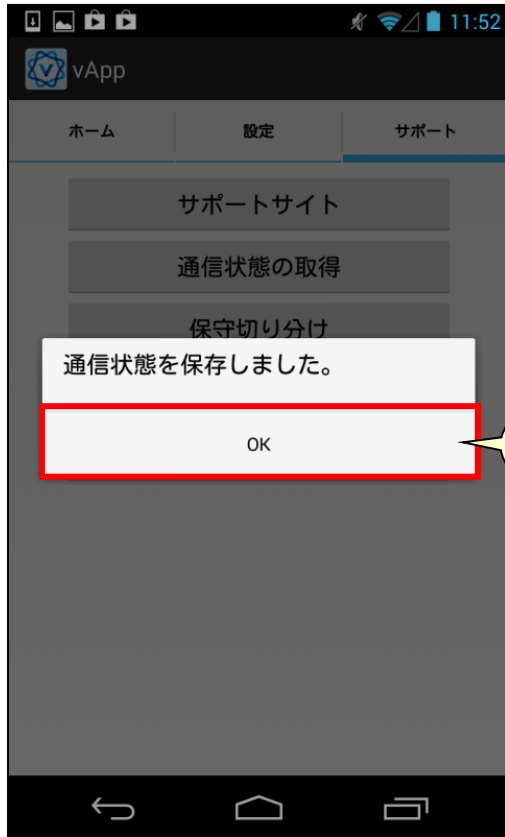 11:52
vApp
ホーム 設定 サポート
サポートサイト
通信状態の取得
保守切り分け
通信状態を保存しました。
OK